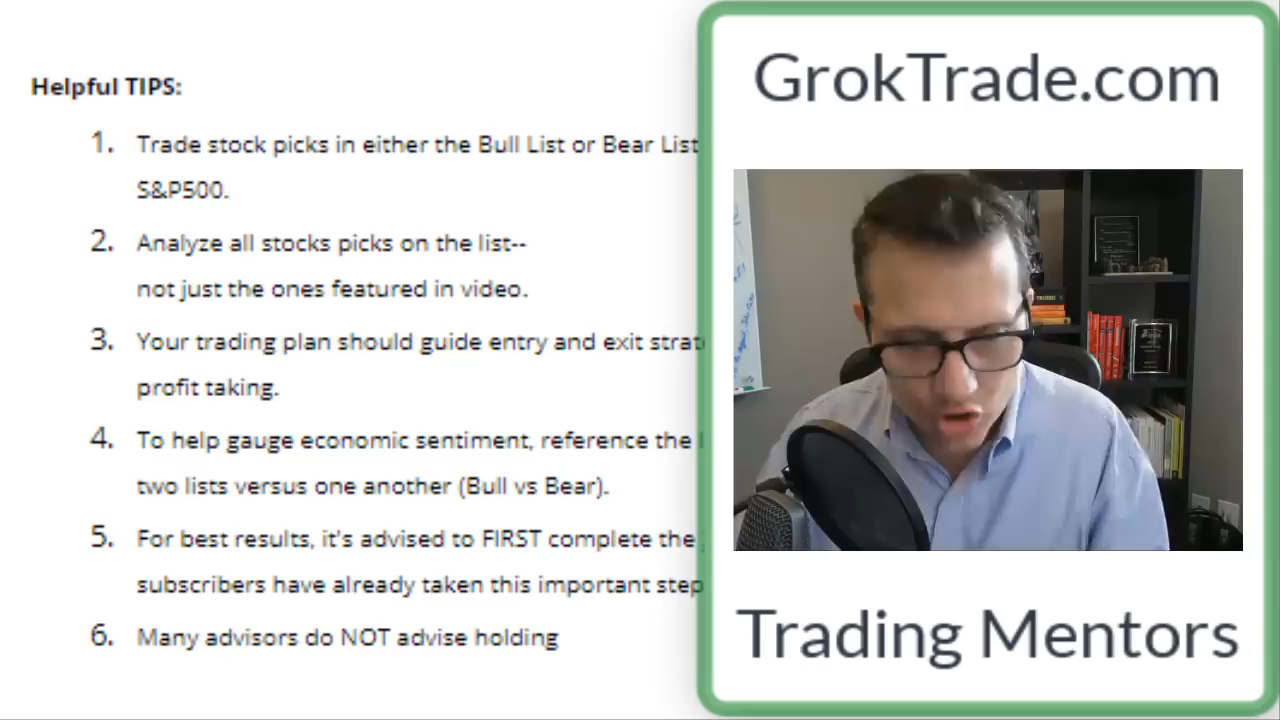 Helpful TIPS:
1. Trade stock picks in either the Bull List or Bear List
S&P500.
2. Analyze all stocks picks on the list--
not just the ones featured in video.
3. Your trading plan should guide entry and exit strat
profit taking.
4. To help gauge economic sentiment, reference the
two lists versus one another (Bull vs Bear).
5. For best results, it's advised to FIRST complete the
subscribers have already taken this important step
6. Many advisors do NOT advise holding
GrokTrade.com
Trading Mentors